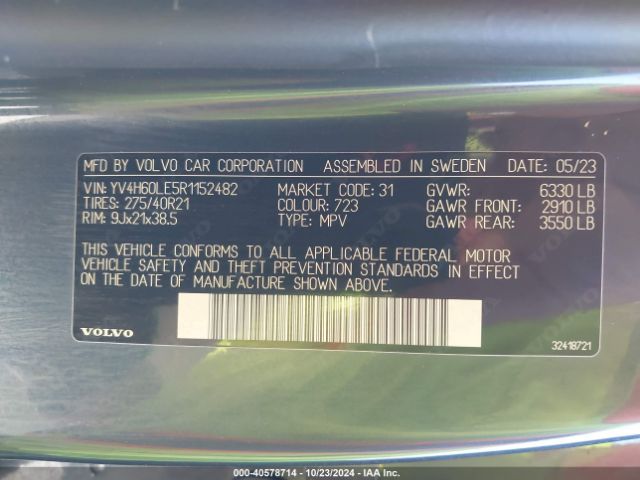 MFD BY VOLVO CAR CORPORATION ASSEMBLED IN SWEDEN DATE: 05/23
VIN: YV4H60LE5R1152482 MARKET CODE: 31 GVWR: 6330 LB
TIRES: 275/40R21 COLOUR: 723 GAWR FRONT: 2910 LB
RIM: 9Jx21x38.5 TYPE: MPV GAWR REAR: 3550 LB
THIS VEHICLE CONFORMS TO ALL APPLICABLE FEDERAL MOTOR
VEHICLE SAFETY AND THEFT PREVENTION STANDARDS IN EFFECT
ON THE DATE OF MANUFACTURE SHOWN ABOVE.
VOLVO 32418721
000-40578714 - 10/23/2024 - IAA Inc.